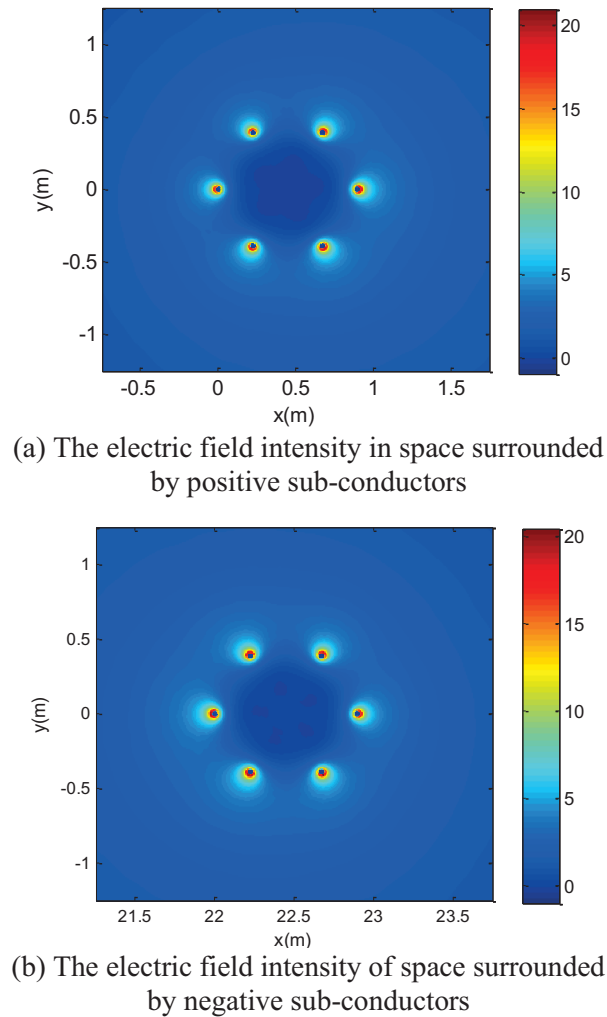 20
1
15
0.5
y(m)
0
10
-0.5
5
-1
0
-0.5 0 0.5 1 1.5
x(m)
(a) The electric field intensity in space surrounded
by positive sub-conductors
20
1
15
0.5
y(m)
0
10
-0.5
5
-1
0
21.5 22 22.5 23 23.5
x(m)
(b) The electric field intensity of space surrounded
by negative sub-conductors